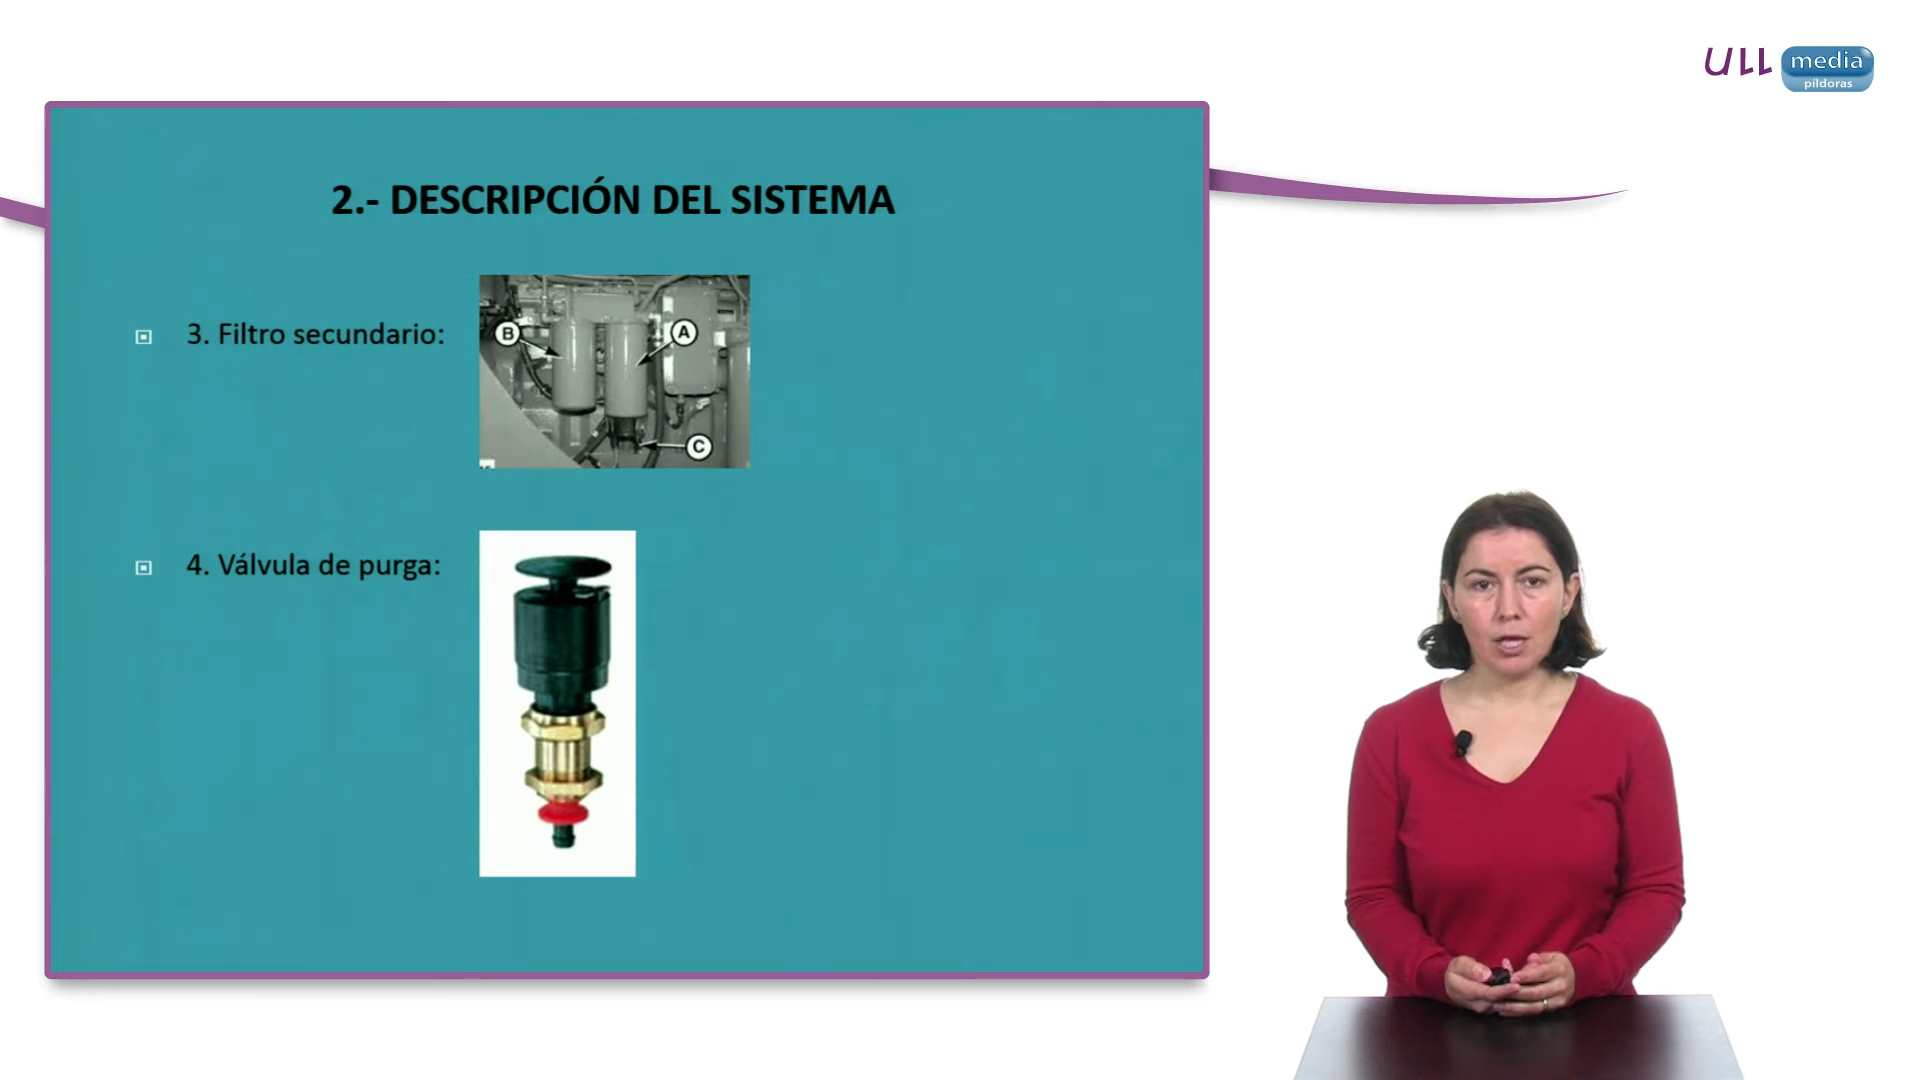 ULL media
píldoras
2.- DESCRIPCIÓN DEL SISTEMA
3. Filtro secundario:
B
A
C
4. Válvula de purga: